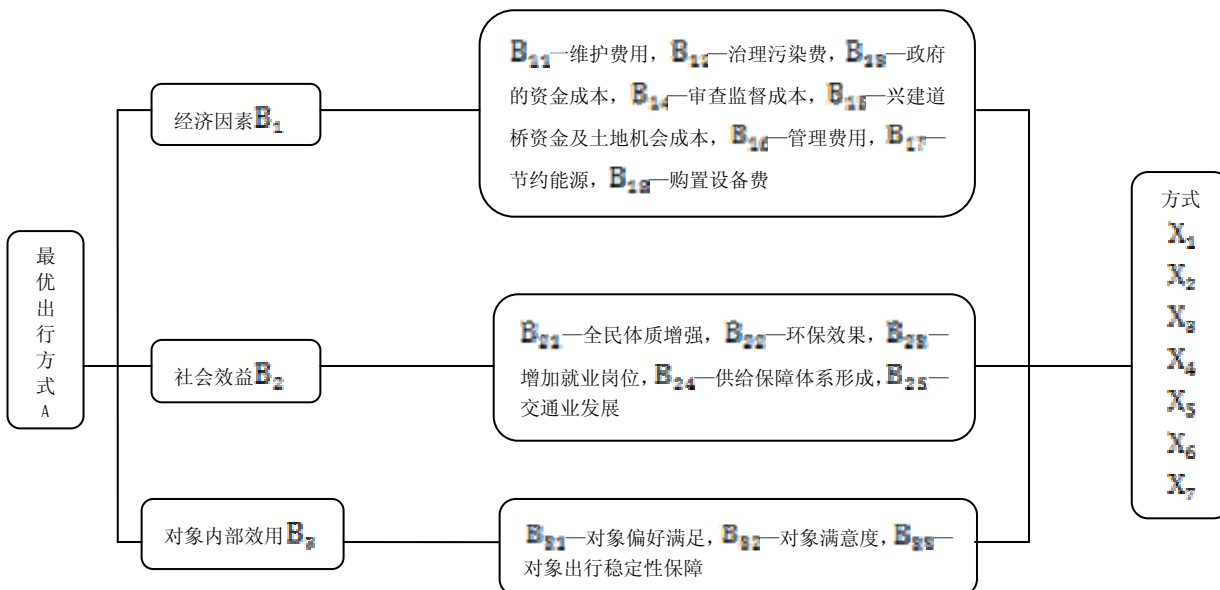 最
优
出
行
方
式
A
经济因素B₁
社会效益B₂
对象内部效用B₃
B₁₁—维护费用，B₁₂—治理污染费，B₁₃—政府
的资金成本，B₁₄—审查监督成本，B₁₅—兴建道
桥资金及土地机会成本，B₁₆—管理费用，B₁₇—
节约能源，B₁₈—购置设备费
B₂₁—全民体质增强，B₂₂—环保效果，B₂₃—
增加就业岗位，B₂₄—供给保障体系形成，B₂₅—
交通业发展
B₃₁—对象偏好满足，B₃₂—对象满意度，B₃₃—
对象出行稳定性保障
方式
X₁
X₂
X₃
X₄
X₅
X₆
X₇